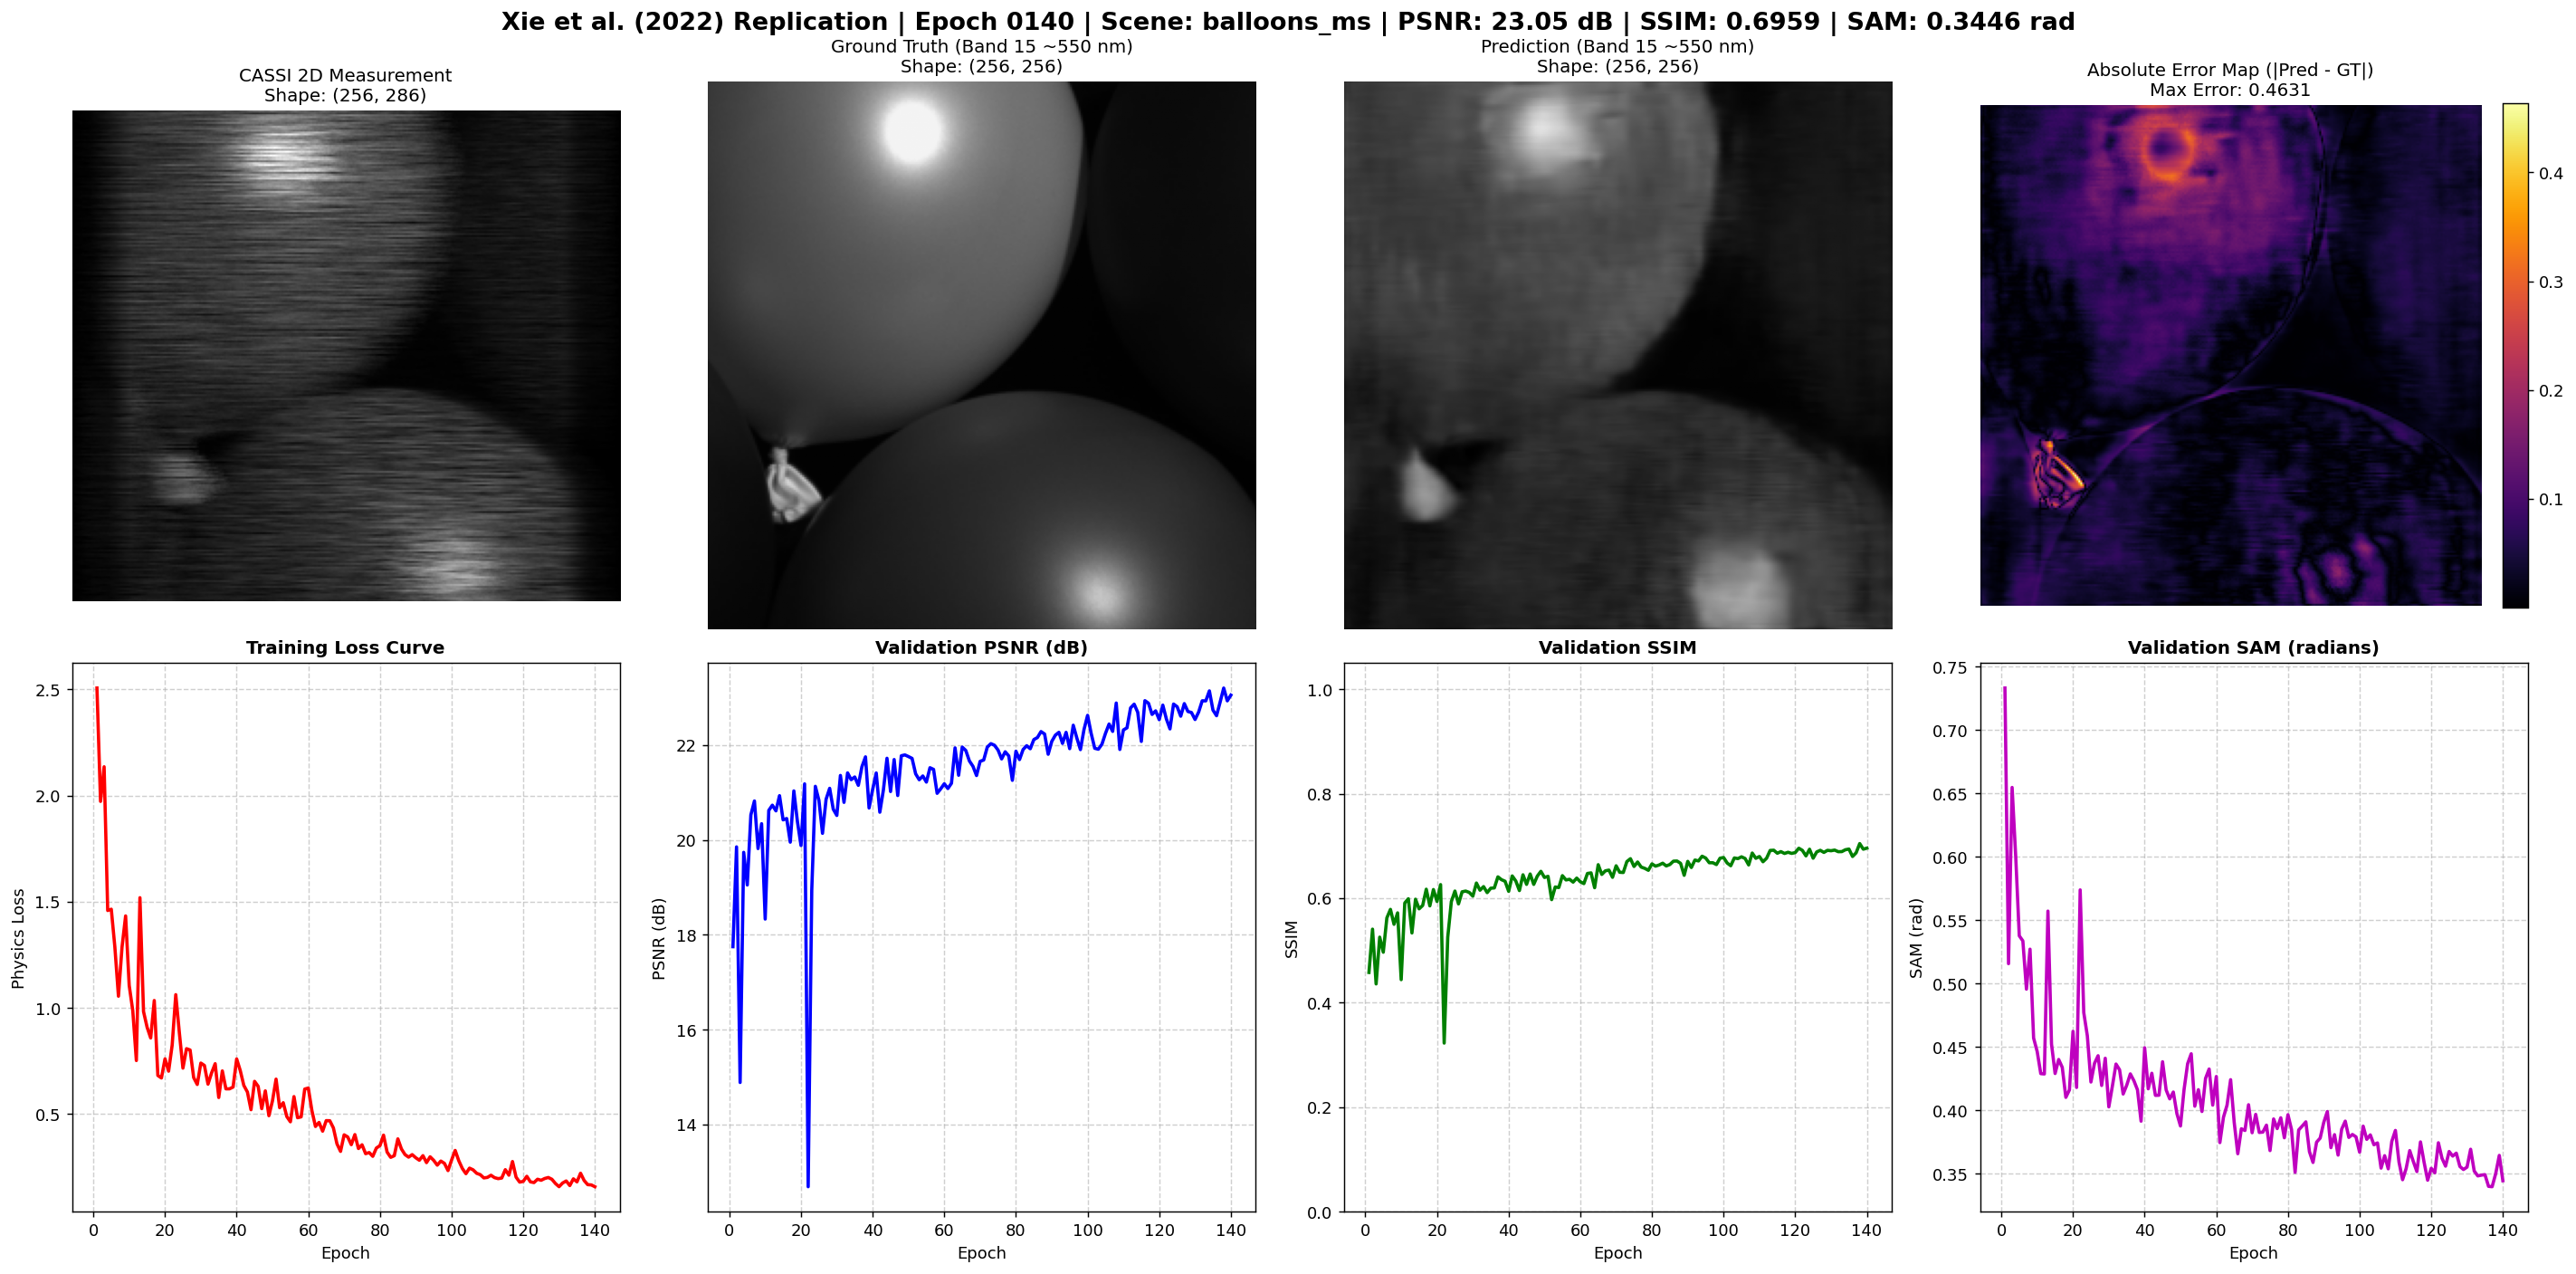 Xie et al. (2022) Replication | Epoch 0140 | Scene: balloons_ms | PSNR: 23.05 dB | SSIM: 0.6959 | SAM: 0.3446 rad
CASSI 2D Measurement
Shape: (256, 286)
Ground Truth (Band 15 ~550 nm)
Shape: (256, 256)
Prediction (Band 15 ~550 nm)
Shape: (256, 256)
Absolute Error Map (|Pred - GT|)
Max Error: 0.4631
0.4
0.3
0.2
0.1
Training Loss Curve
Physics Loss
2.5
2.0
1.5
1.0
0.5
0 20 40 60 80 100 120 140
Epoch
Validation PSNR (dB)
PSNR (dB)
22
20
18
16
14
0 20 40 60 80 100 120 140
Epoch
Validation SSIM
SSIM
1.0
0.8
0.6
0.4
0.2
0.0
0 20 40 60 80 100 120 140
Epoch
Validation SAM (radians)
SAM (rad)
0.75
0.70
0.65
0.60
0.55
0.50
0.45
0.40
0.35
0 20 40 60 80 100 120 140
Epoch